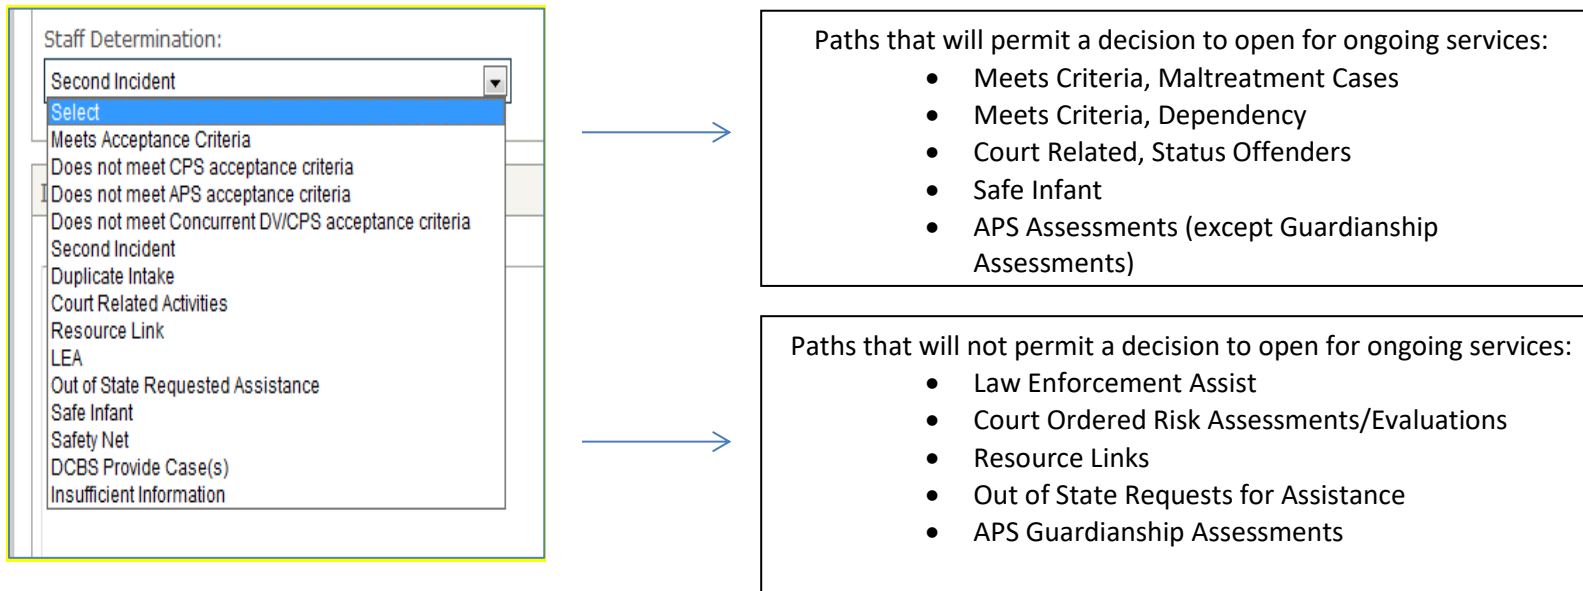 Staff Determination:
Second Incident
Select
Meets Acceptance Criteria
Does not meet CPS acceptance criteria
Does not meet APS acceptance criteria
Does not meet Concurrent DV/CPS acceptance criteria
Second Incident
Duplicate Intake
Court Related Activities
Resource Link
LEA
Out of State Requested Assistance
Safe Infant
Safety Net
DCBS Provide Case(s)
Insufficient Information
Paths that will permit a decision to open for ongoing services:
• Meets Criteria, Maltreatment Cases
• Meets Criteria, Dependency
• Court Related, Status Offenders
• Safe Infant
• APS Assessments (except Guardianship
Assessments)
Paths that will not permit a decision to open for ongoing services:
• Law Enforcement Assist
• Court Ordered Risk Assessments/Evaluations
• Resource Links
• Out of State Requests for Assistance
• APS Guardianship Assessments